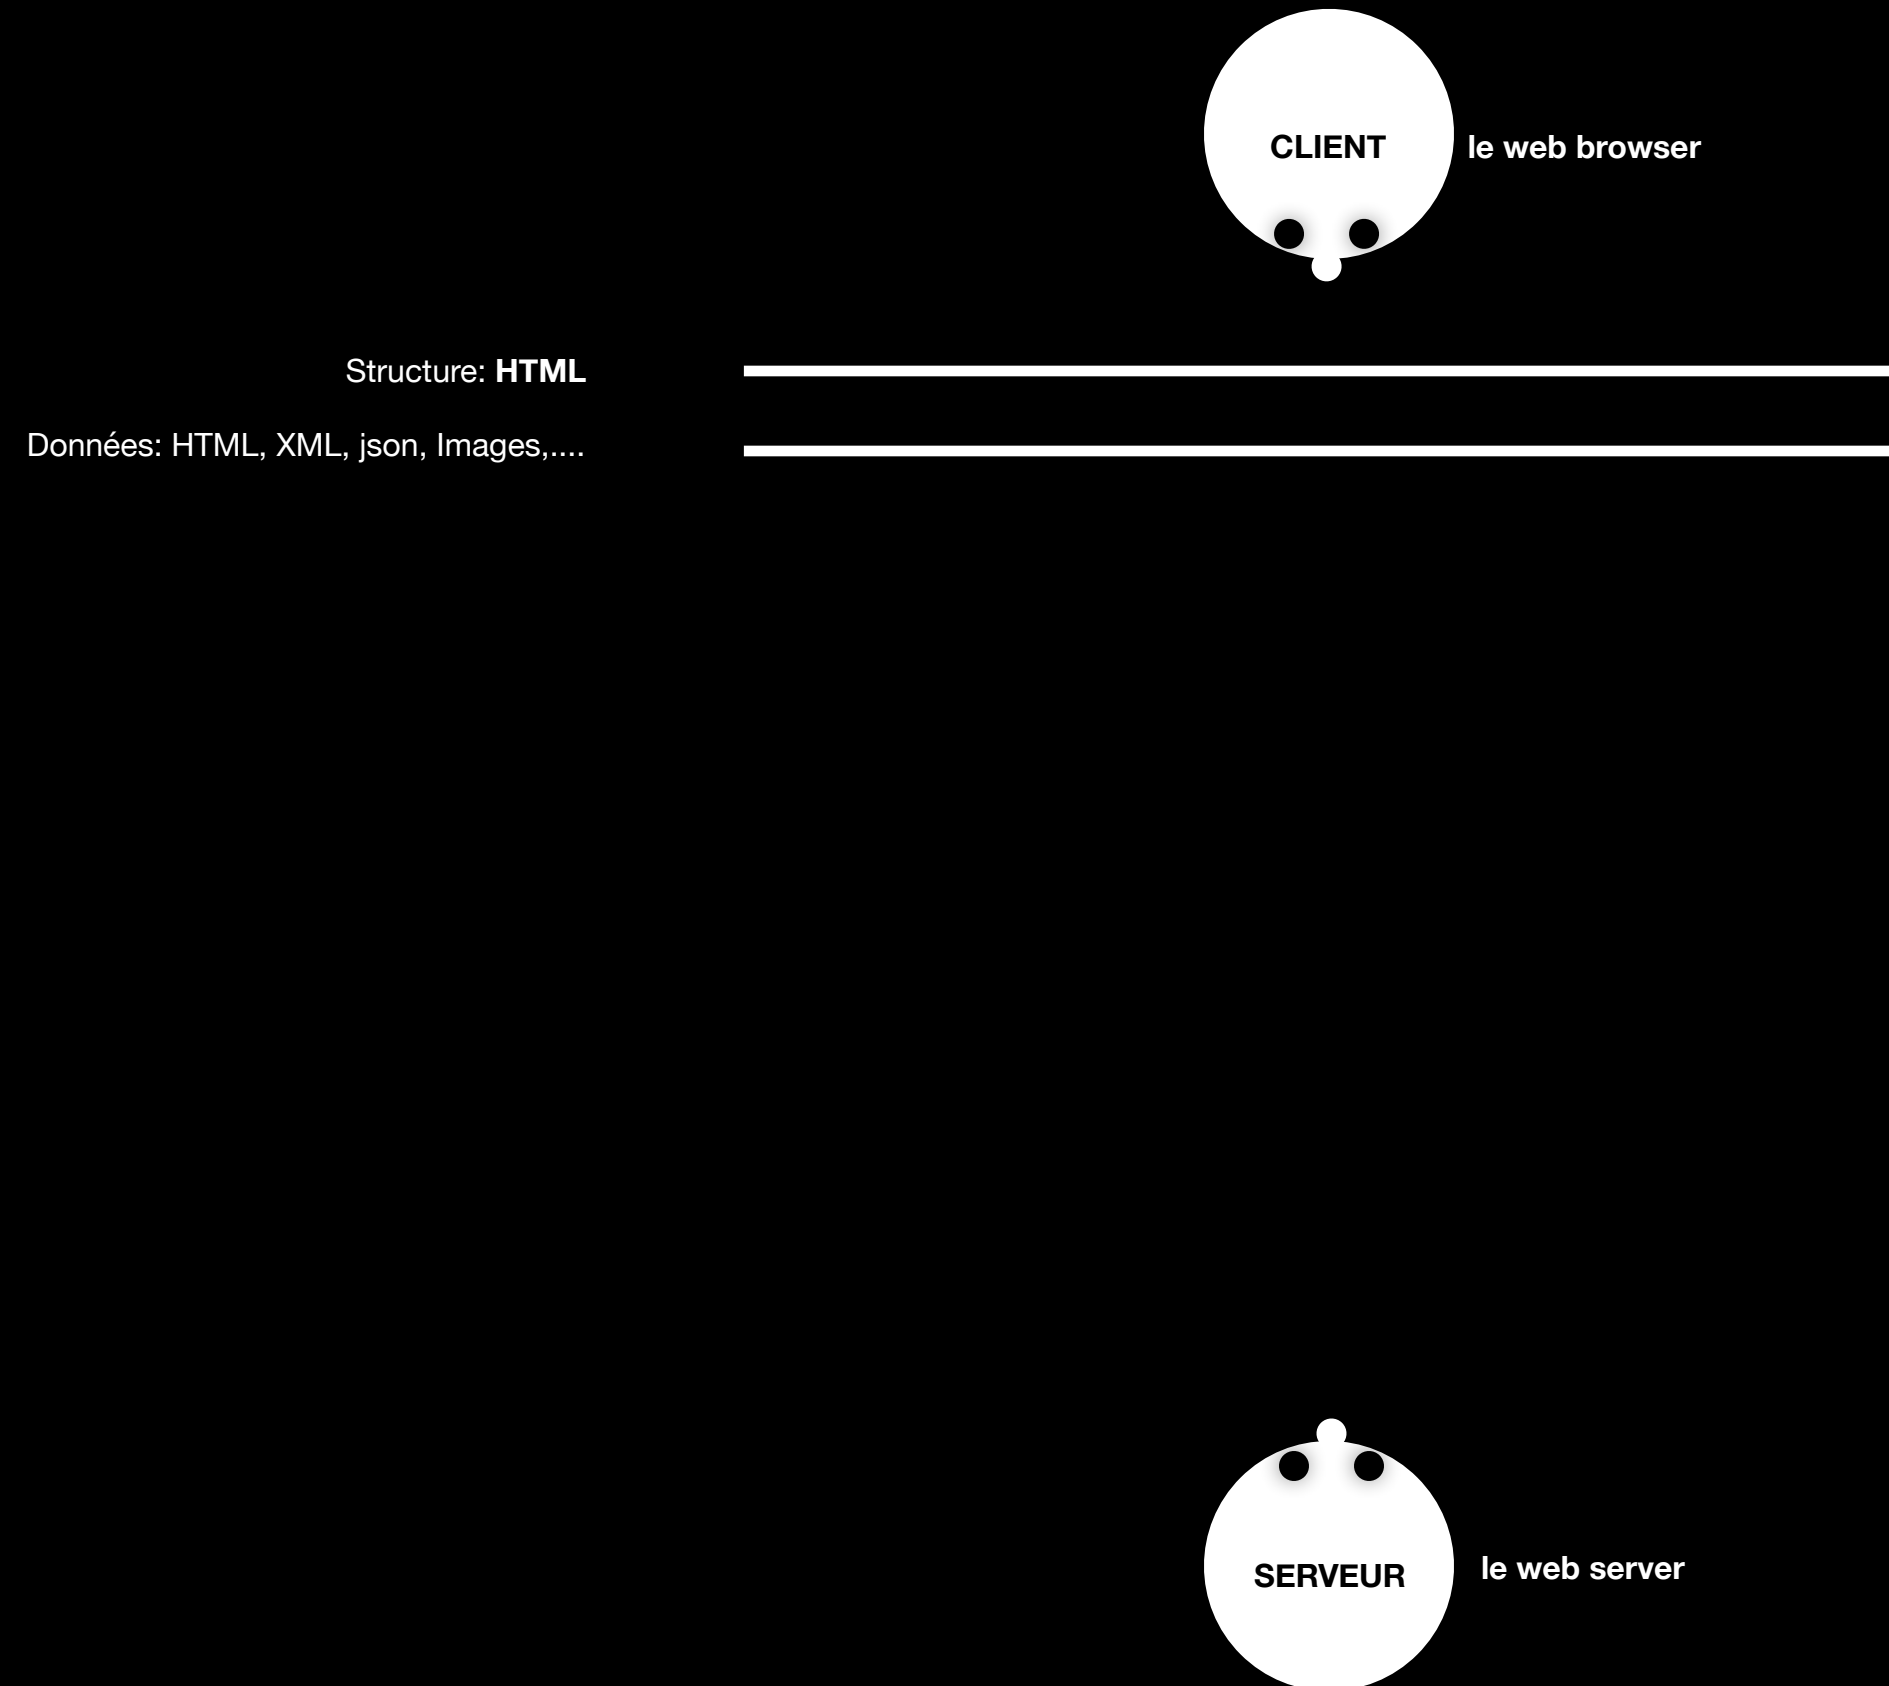 CLIENT
le web browser
Structure: HTML
Données: HTML, XML, json, Images,....
SERVEUR
le web server